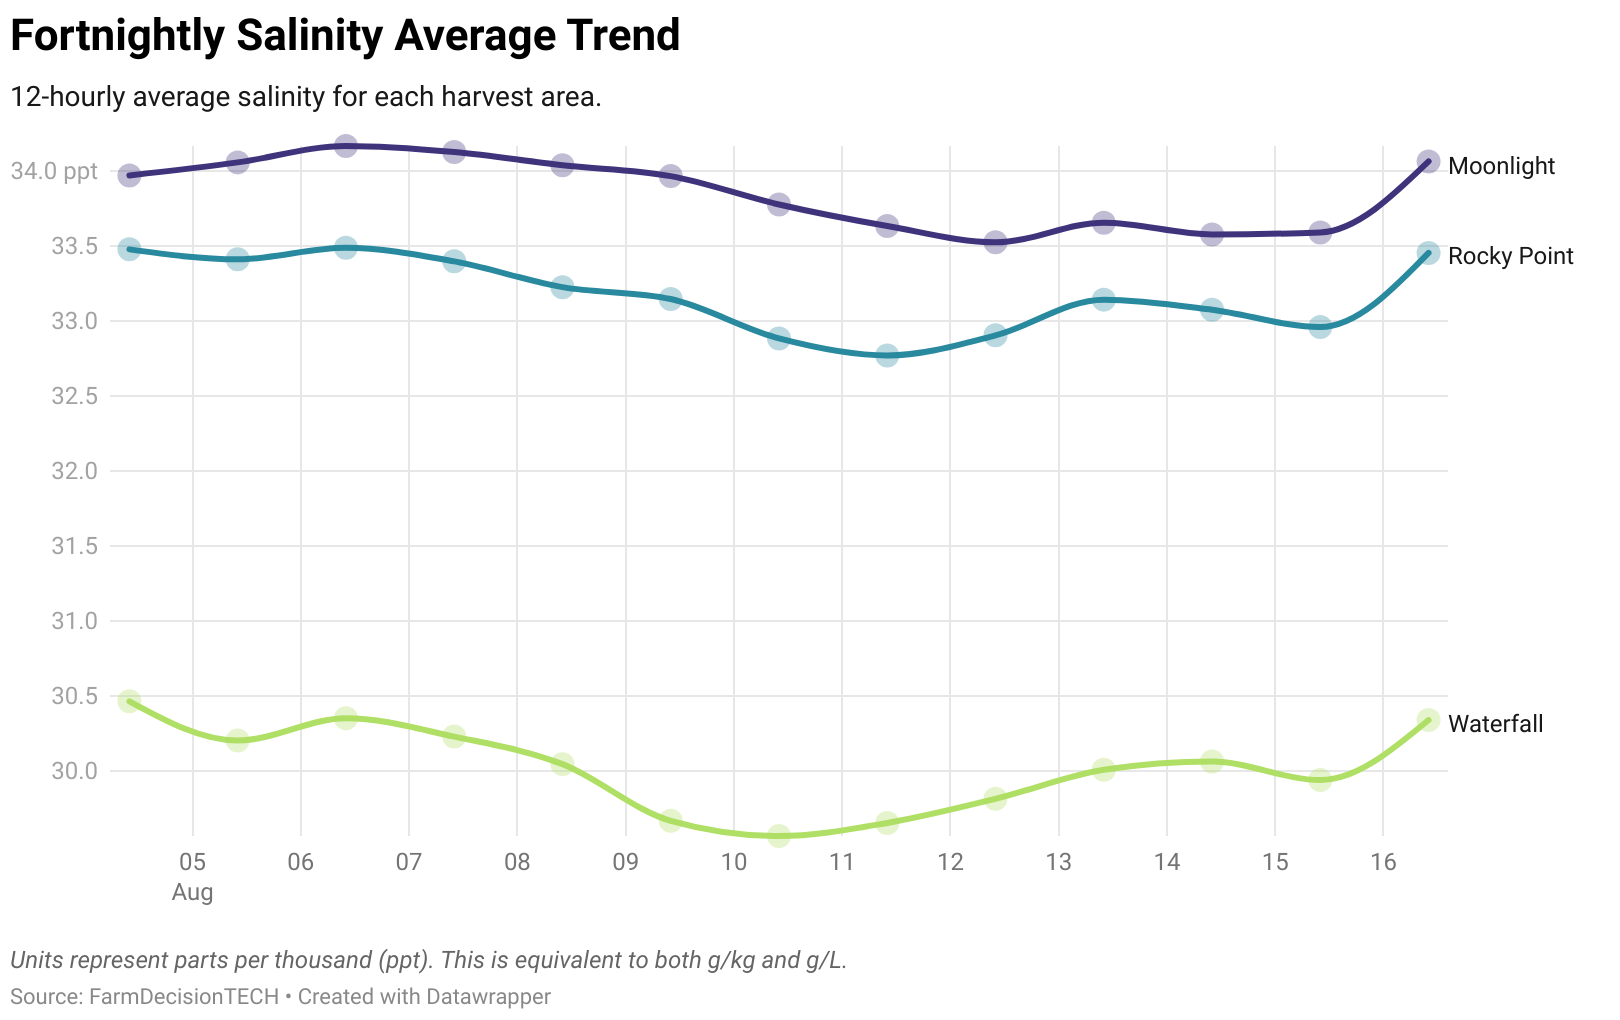 Fortnightly Salinity Average Trend
12-hourly average salinity for each harvest area.
34.0 ppt
33.5
33.0
32.5
32.0
31.5
31.0
30.5
30.0
Moonlight
Rocky Point
Waterfall
05 06 07 08 09 10 11 12 13 14 15 16
Aug
Units represent parts per thousand (ppt). This is equivalent to both g/kg and g/L.
Source: FarmDecisionTECH • Created with Datawrapper